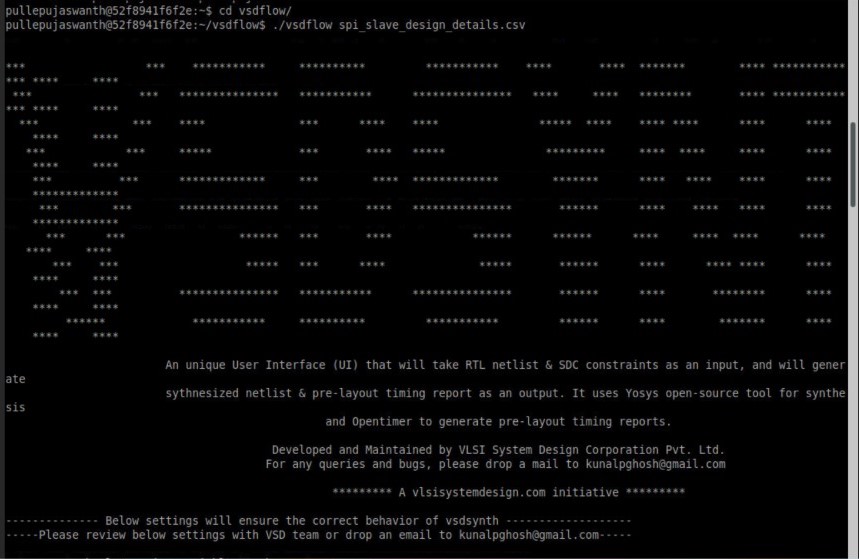 pullepujaswanth@52f8941f6f2e:~$ cd vsdflow/
pullepujaswanth@52f8941f6f2e:~/vsdflow$ ./vsdflow spi_slave_design_details.csv
***                  ***    ***********     **********         ***********    ****       ****  *******        **** ***********
*** ****     ****
 ***                ***   ***************   ***********      ***************   ****     ****   ********       **** ***********
*** ****     ****
  ***              ***    ****              ***      ****    ****               *****  ****    **** ****      ****      ****
    ****     ****
   ***            ***     *****             ***       ****   *****               *********     ****  ****     ****      ****
    ****     ****
    ***          ***      *************     ***        ****  *************        *******      ****   ****    ****      ****
    *************
     ***        ***       ***************   ***       ****   ***************       ******      ****    ****   ****      ****
    *************
      ***      ***                 ******   ***       ****            ******      ******      ****     ****  ****      ****
   ****     ****
       ***    ***                   *****   ***      ****              *****       ******      ****      **** ****      ****
    ****     ****
        ***  ***          ***************   ***********      ***************       ******      ****       ********      ****
    ****     ****
         ******             ***********     **********         ***********         ******      ****        *******      ****
    ****     ****
An unique User Interface (UI) that will take RTL netlist & SDC constraints as an input, and will gener
ate
sythnesized netlist & pre-layout timing report as an output. It uses Yosys open-source tool for synthe
sis
and Opentimer to generate pre-layout timing reports.
Developed and Maintained by VLSI System Design Corporation Pvt. Ltd.
For any queries and bugs, please drop a mail to kunalpghosh@gmail.com
********* A vlsisystemdesign.com initiative *********
-------------- Below settings will ensure the correct behavior of vsdsynth -------------------
-----Please review below settings with VSD team or drop an email to kunalpghosh@gmail.com-----